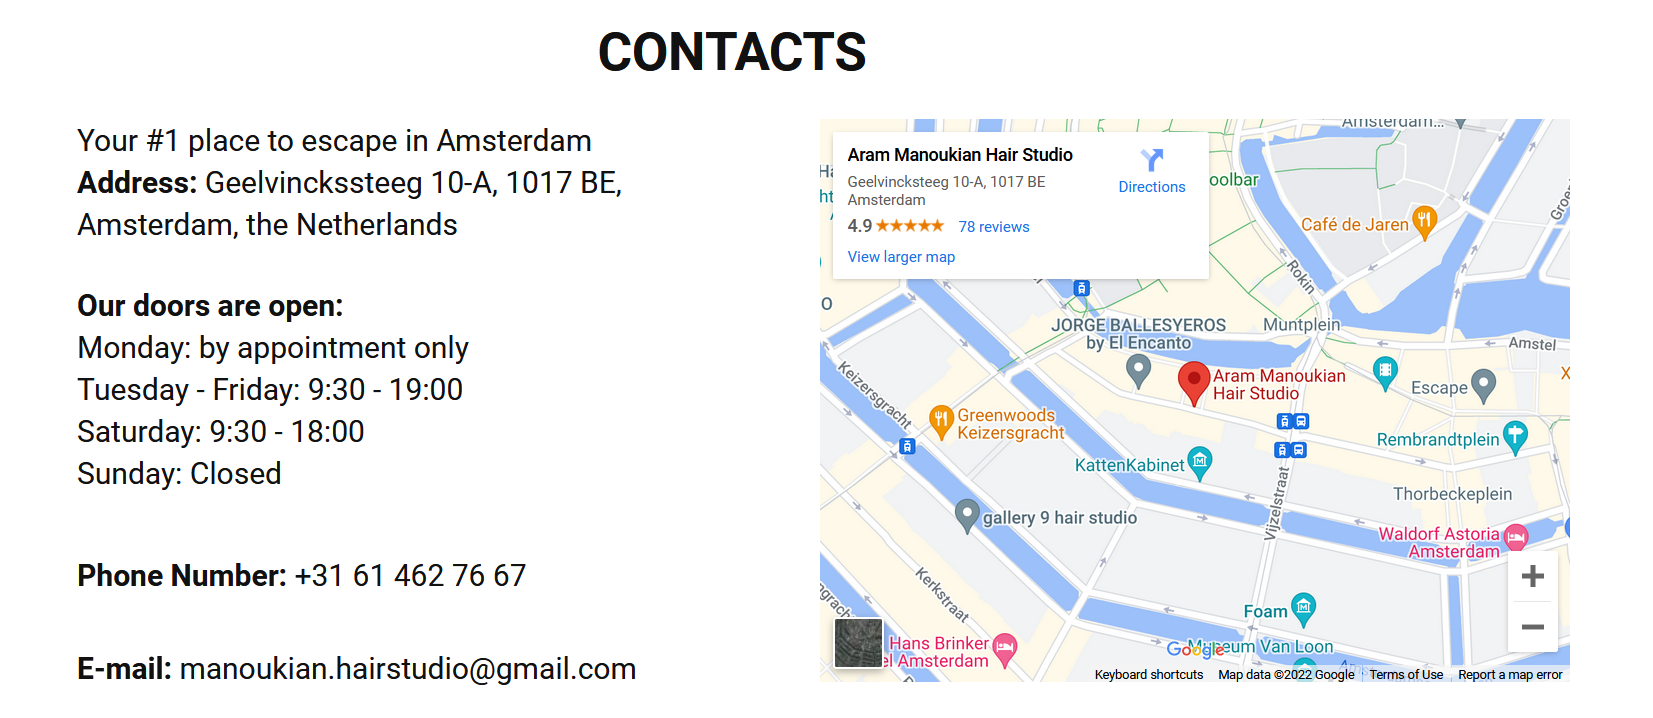 CONTACTS
Your #1 place to escape in Amsterdam
Address: Geelvinckssteeg 10-A, 1017 BE,
Amsterdam, the Netherlands
Our doors are open:
Monday: by appointment only
Tuesday - Friday: 9:30 - 19:00
Saturday: 9:30 - 18:00
Sunday: Closed
Phone Number: +31 61 462 76 67
E-mail: manoukian.hairstudio@gmail.com
Aram Manoukian Hair Studio
Geelvincksteeg 10-A, 1017 BE
Amsterdam
4.9
78 reviews
View larger map
Directions
Amsterdam...
oolbar
Café de Jaren
Rokin
JORGE BALLESYEROS
by El Encanto
Muntplein
Amstel
Aram Manoukian
Hair Studio
Escape
Keizersgracht
Greenwoods
Keizersgracht
Rembrandtplein
KattenKabinet
Vijzelstraat
Thorbeckeplein
gallery 9 hair studio
Waldorf Astoria
Amsterdam
Kerkstraat
Foam
Hans Brinker
el Amsterdam
Google
Museum Van Loon
Keyboard shortcuts
Map data ©2022 Google
Terms of Use
Report a map error